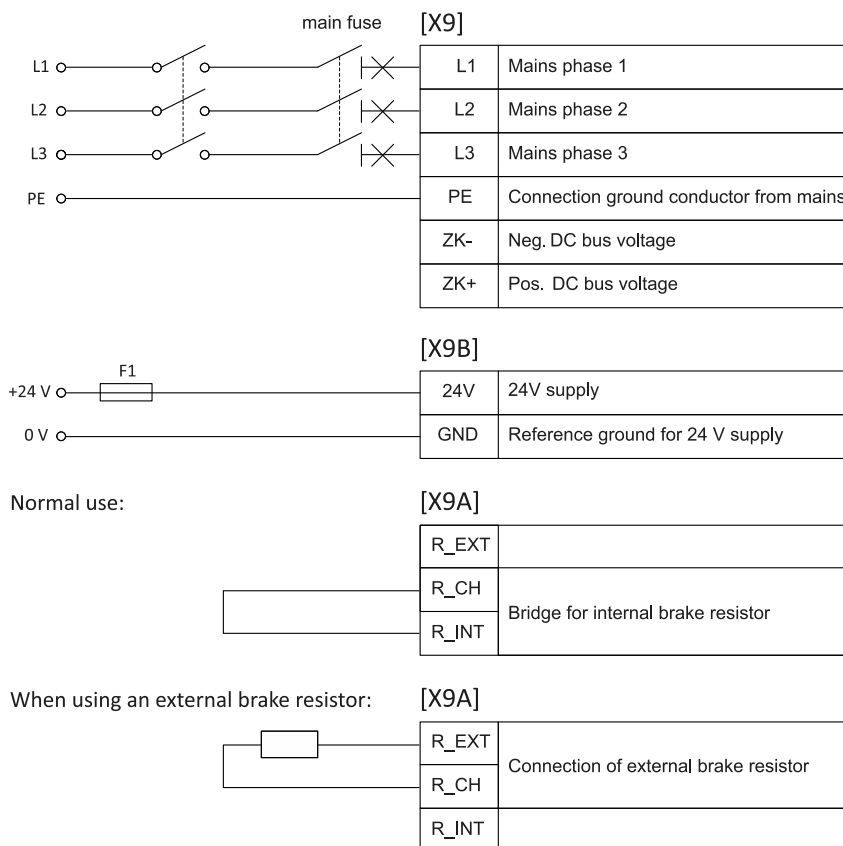 main fuse [X9]
L1 L1 Mains phase 1
L2 L2 Mains phase 2
L3 L3 Mains phase 3
PE PE Connection ground conductor from mains
ZK- Neg. DC bus voltage
ZK+ Pos. DC bus voltage
[X9B]
F1
+24 V 24V 24V supply
0 V GND Reference ground for 24 V supply
Normal use: [X9A]
R_EXT
R_CH
Bridge for internal brake resistor
R_INT
When using an external brake resistor: [X9A]
R_EXT
Connection of external brake resistor
R_CH
R_INT